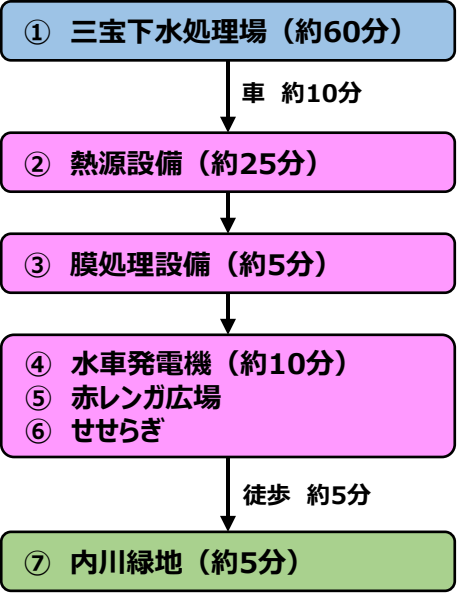 ① 三宝下水処理場（約60分）
車 約10分
② 熱源設備（約25分）
③ 膜処理設備（約5分）
④ 水車発電機（約10分）
⑤ 赤レンガ広場
⑥ せせらぎ
徒歩 約5分
⑦ 内川緑地（約5分）